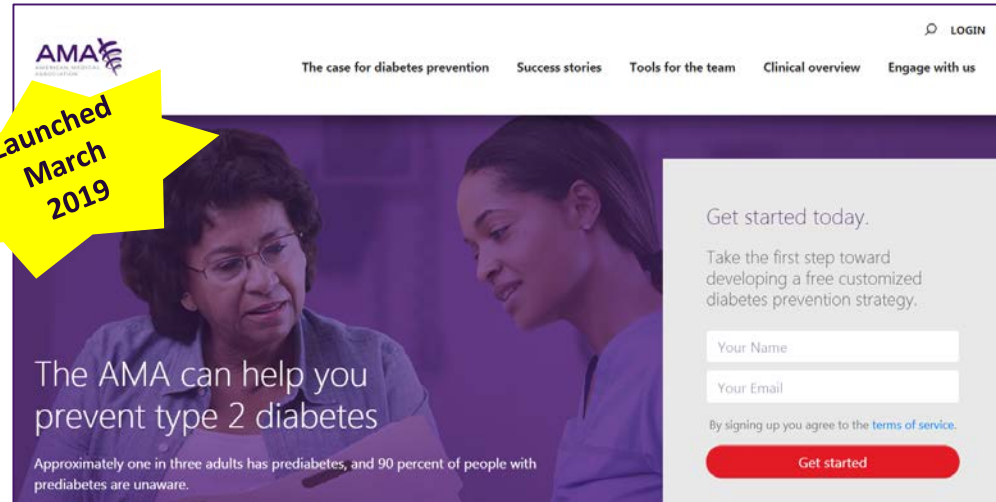 LOGIN
AMA
AMERICAN MEDICAL
ASSOCIATION
The case for diabetes prevention
Success stories
Tools for the team
Clinical overview
Engage with us
Launched
March
2019
Get started today.
Take the first step toward
developing a free customized
diabetes prevention strategy.
Your Name
Your Email
By signing up you agree to the terms of service.
Get started
The AMA can help you
prevent type 2 diabetes
Approximately one in three adults has prediabetes, and 90 percent of people with
prediabetes are unaware.